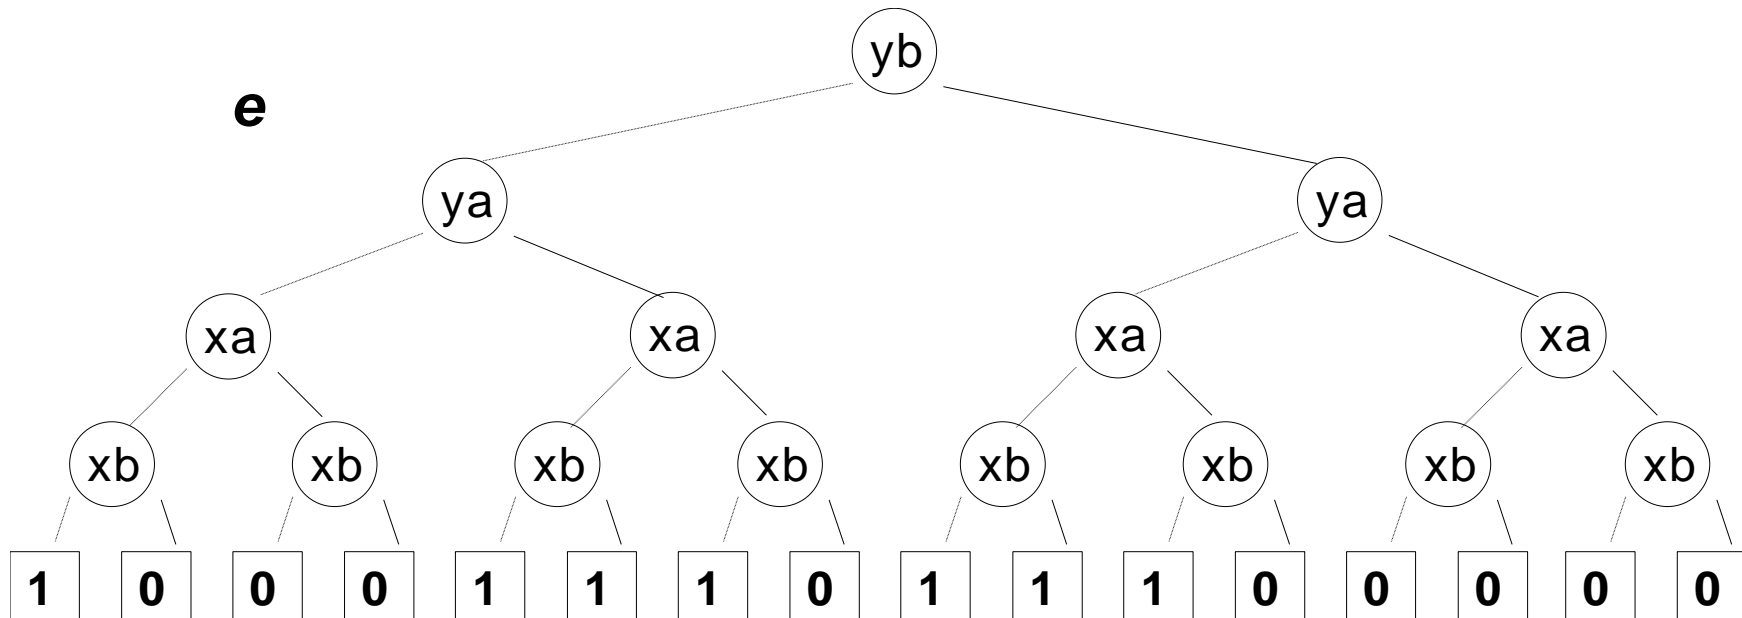 yb
e
ya ya
xa xa xa xa
xb xb xb xb xb xb xb xb
1 0 0 0 1 1 1 0 1 1 1 0 0 0 0 0